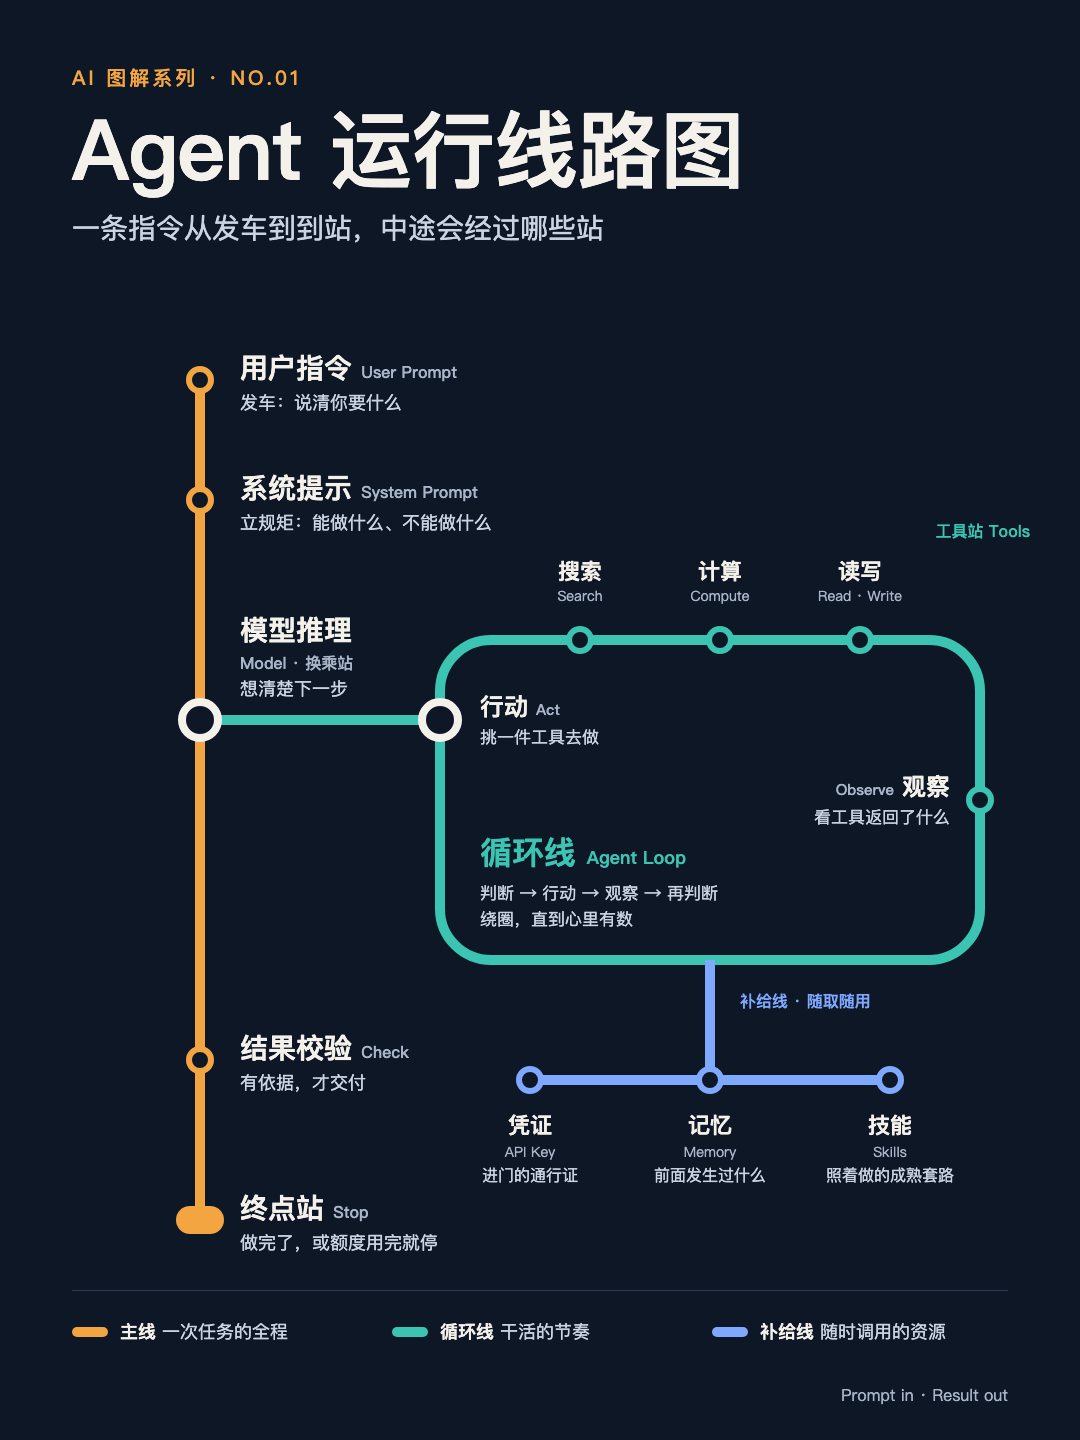 AI 图解系列 · NO.01
Agent 运行线路图
一条指令从发车到到站，中途会经过哪些站
用户指令 User Prompt
发车：说清你要什么
系统提示 System Prompt
立规矩：能做什么、不能做什么
工具站 Tools
搜索
Search
计算
Compute
读写
Read · Write
模型推理
Model · 换乘站
想清楚下一步
行动 Act
挑一件工具去做
Observe 观察
看工具返回了什么
循环线 Agent Loop
判断 → 行动 → 观察 → 再判断
绕圈，直到心里有数
补给线 · 随取随用
结果校验 Check
有依据，才交付
凭证
API Key
进门的通行证
记忆
Memory
前面发生过什么
技能
Skills
照着做的成熟套路
终点站 Stop
做完了，或额度用完就停
主线 一次任务的全程
循环线 干活的节奏
补给线 随时调用的资源
Prompt in · Result out